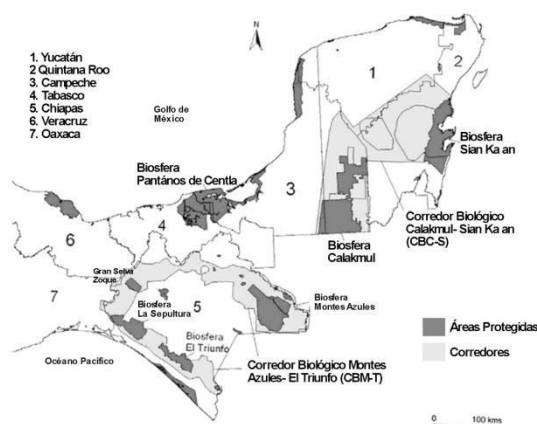 N
1. Yucatán
2 Quintana Roo
3. Campeche
4. Tabasco
5. Chiapas
6. Veracruz
7. Oaxaca
Golfo de
México
1
2
Biosfera
Sian Ka an
Biosfera
Pantános de Centla
3
4
6
Corredor Biológico
Calakmul- Sian Ka an
(CBC-S)
Biosfera
Calakmul
Gran Selva
Zoque
7
5
Biosfera
La Sepultura
Biosfera
Montes Azules
Biosfera
El Triunfo
Áreas Protegidas
Corredores
Océano Pacifico
Corredor Biológico Montes
Azules- El Triunfo (CBM-T)
0 100 kms